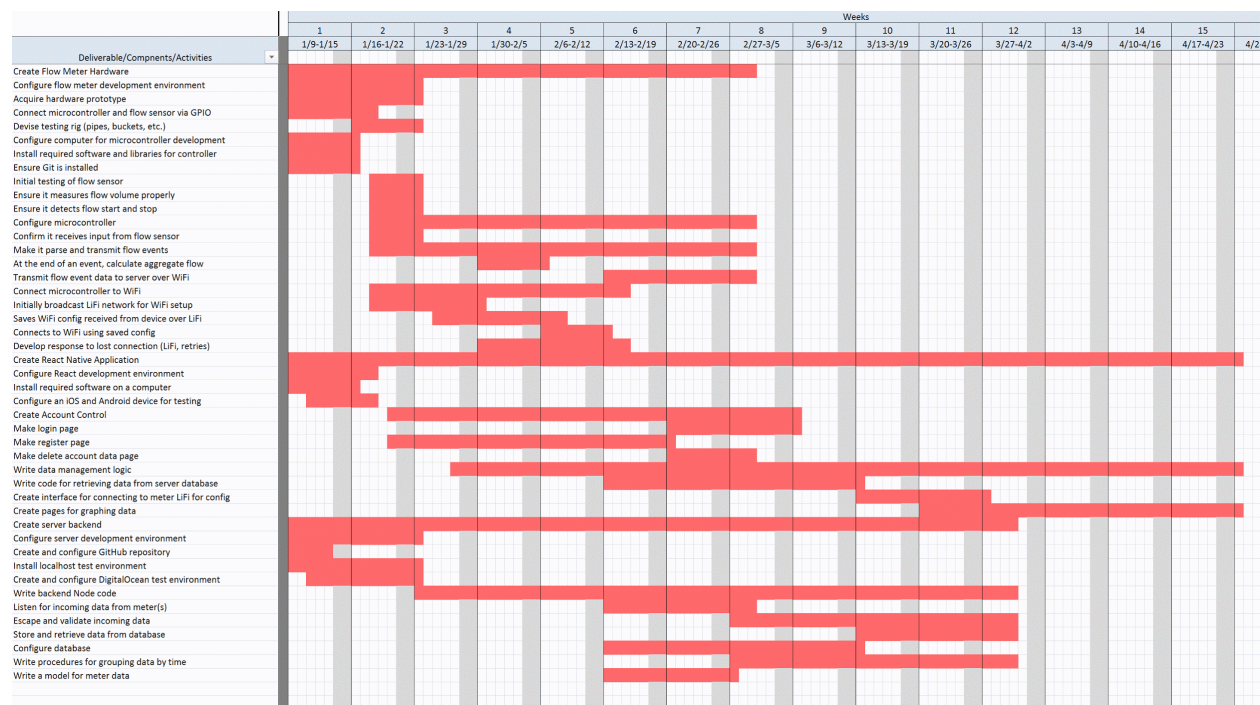 Weeks
1 2 3 4 5 6 7 8 9 10 11 12 13 14 15
1/9-1/15 1/16-1/22 1/23-1/29 1/30-2/5 2/6-2/12 2/13-2/19 2/20-2/26 2/27-3/5 3/6-3/12 3/13-3/19 3/20-3/26 3/27-4/2 4/3-4/9 4/10-4/16 4/17-4/23 4/2
Deliverable/Compnents/Activities
Create Flow Meter Hardware
Configure flow meter development environment
Acquire hardware prototype
Connect microcontroller and flow sensor via GPIO
Devise testing rig (pipes, buckets, etc.)
Configure computer for microcontroller development
Install required software and libraries for controller
Ensure Git is installed
Initial testing of flow sensor
Ensure it measures flow volume properly
Ensure it detects flow start and stop
Configure microcontroller
Confirm it receives input from flow sensor
Make it parse and transmit flow events
At the end of an event, calculate aggregate flow
Transmit flow event data to server over WiFi
Connect microcontroller to WiFi
Initially broadcast LiFi network for WiFi setup
Saves WiFi config received from device over LiFi
Connects to WiFi using saved config
Develop response to lost connection (LiFi, retries)
Create React Native Application
Configure React development environment
Install required software on a computer
Configure an iOS and Android device for testing
Create Account Control
Make login page
Make register page
Make delete account data page
Write data management logic
Write code for retrieving data from server database
Create interface for connecting to meter LiFi for config
Create pages for graphing data
Create server backend
Configure server development environment
Create and configure GitHub repository
Install localhost test environment
Create and configure DigitalOcean test environment
Write backend Node code
Listen for incoming data from meter(s)
Escape and validate incoming data
Store and retrieve data from database
Configure database
Write procedures for grouping data by time
Write a model for meter data